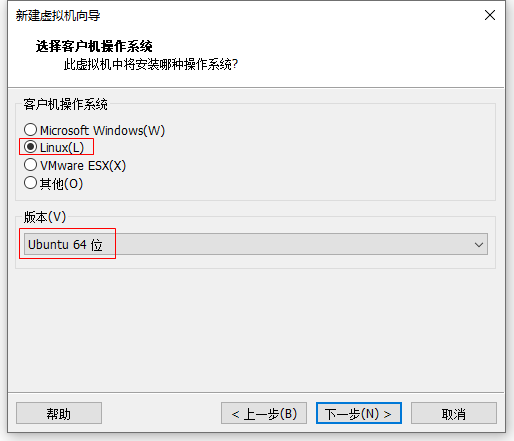 新建虚拟机向导
选择客户机操作系统
此虚拟机中将安装哪种操作系统?
客户机操作系统
Microsoft Windows(W)
Linux(L)
VMware ESX(X)
其他(O)
版本(V)
Ubuntu 64 位
帮助
< 上一步(B)
下一步(N) >
取消